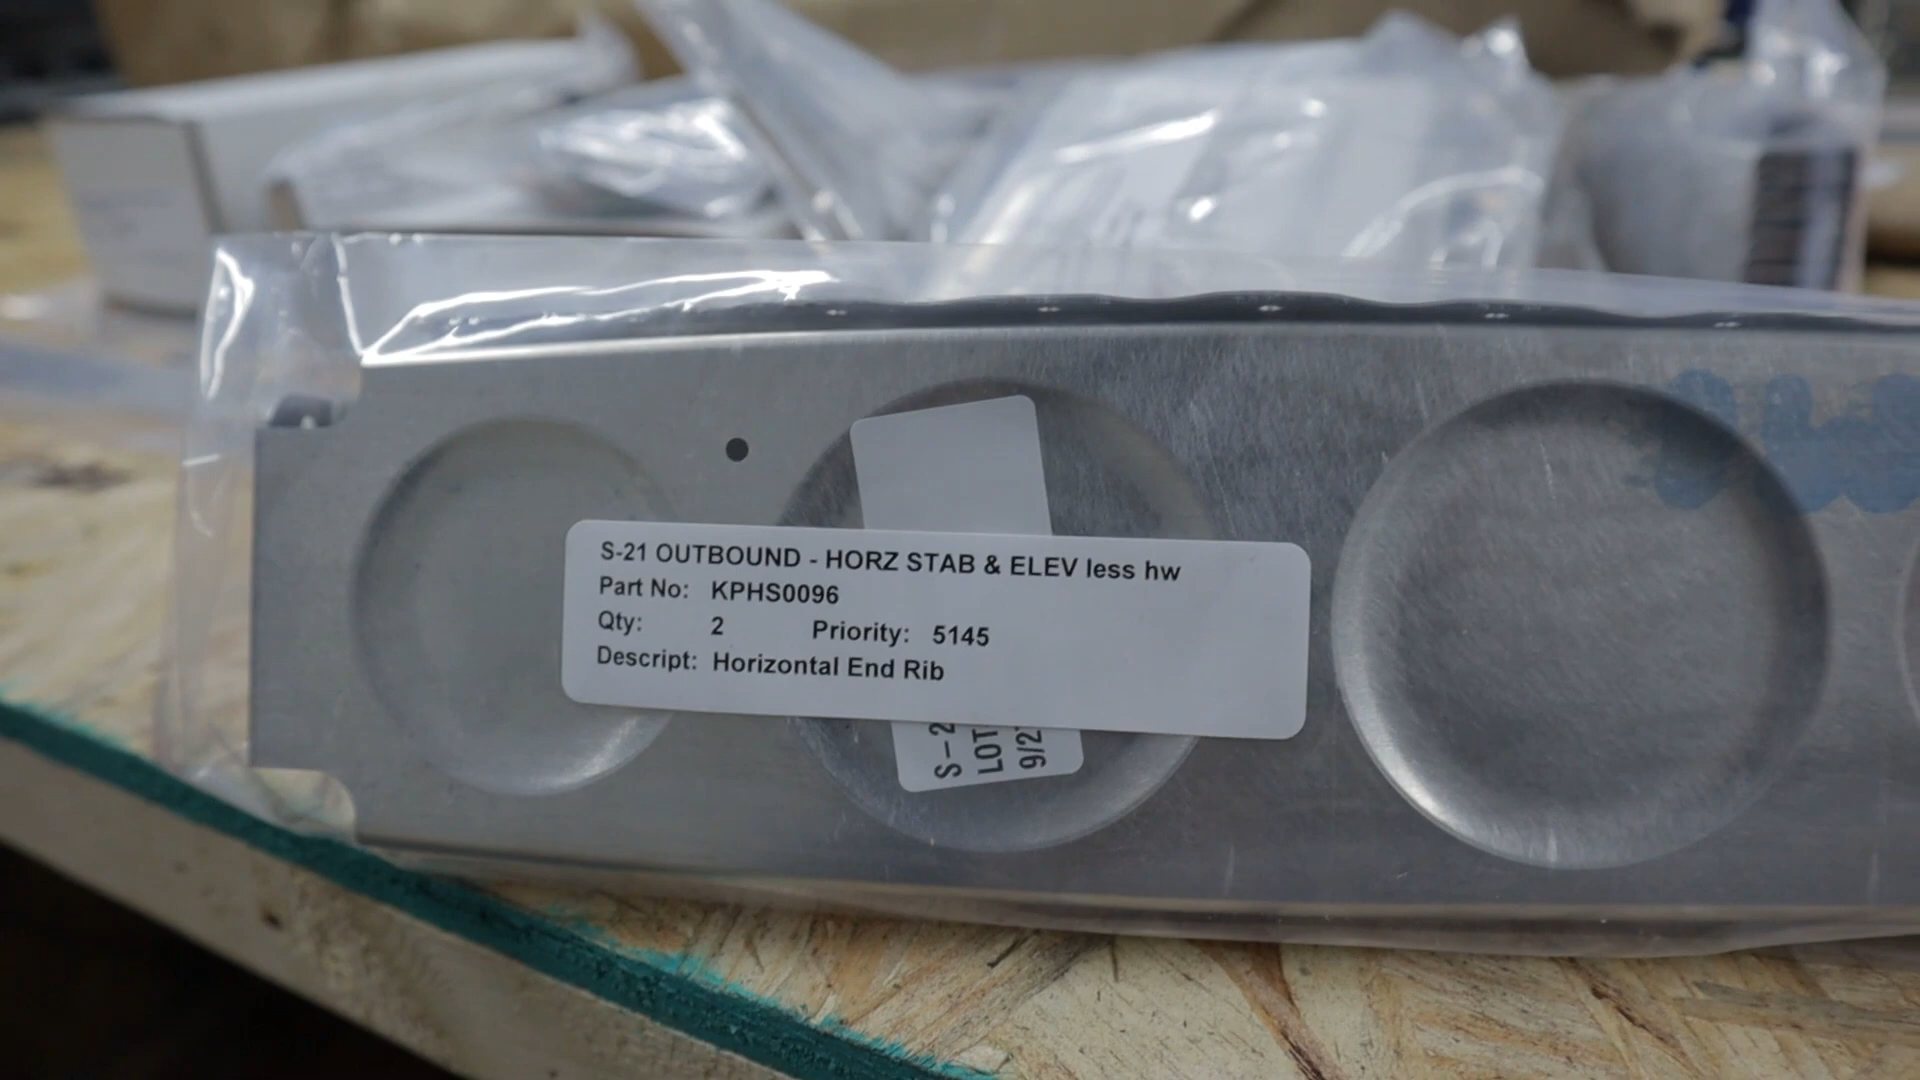 S-21 OUTBOUND - HORZ STAB & ELEV less hw
Part No: KPHS0096
Qty: 2 Priority: 5145
Descript: Horizontal End Rib
S-2
LOT
9/2